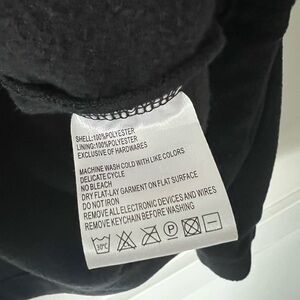 SHELL:100%POLYESTER
LINING:100%POLYESTER
EXCLUSIVE OF HARDWARES
MACHINE WASH COLD WITH LIKE COLORS
DELICATE CYCLE
NO BLEACH
DRY FLAT-LAY GARMENT ON FLAT SURFACE
DO NOT IRON
REMOVE ALL ELECTRONIC DEVICES AND WIRES
REMOVE KEYCHAIN BEFORE WASHING
30°C P